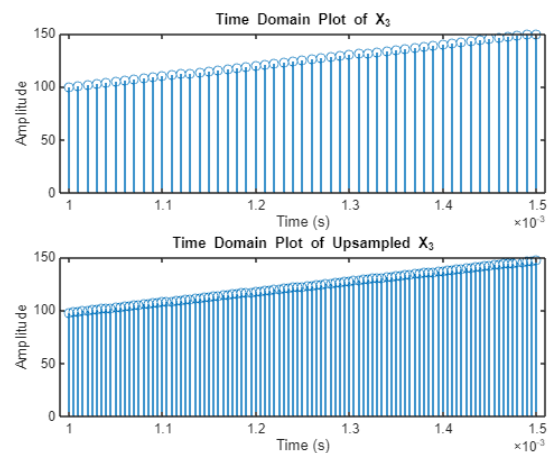 Time Domain Plot of X₃
150
100
50
0
Amplitude
1 1.1 1.2 1.3 1.4 1.5
Time (s)
×10⁻³
Time Domain Plot of Upsampled X₃
150
100
50
0
Amplitude
1 1.1 1.2 1.3 1.4 1.5
Time (s)
×10⁻³